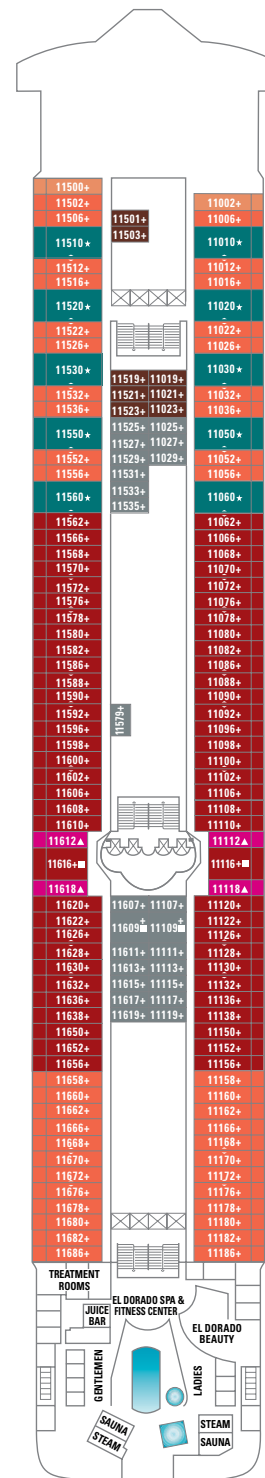 11500+
11502+ 11002+
11506+ 11501+ 11006+
11503+
11510★ 11010★
11512+ 11012+
11516+ 11016+
11520★ 11020★
11522+ 11022+
11526+ 11026+
11530★ 11030★
11519+ 11019+
11532+ 11521+ 11021+ 11032+
11536+ 11523+ 11023+ 11036+
11550★ 11525+ 11025+ 11050★
11527+ 11027+
11552+ 11529+ 11029+ 11052+
11556+ 11531+ 11056+
11560★ 11533+ 11060★
11535+
11562+ 11062+
11566+ 11066+
11568+ 11068+
11570+ 11070+
11572+ 11072+
11576+ 11076+
11578+ 11078+
11580+ 11080+
11582+ 11082+
11586+ 11086+
11588+ 11088+
11590+ 11090+
11592+ 11579+ 11092+
11596+ 11096+
11598+ 11098+
11600+ 11100+
11602+ 11102+
11606+ 11106+
11608+ 11108+
11610+ 11110+
11612▲ 11112▲
11616+■ 11116+■
11618▲ 11118▲
11620+ 11607+ 11107+ 11120+
11622+ + + 11122+
11626+ 11609■ 11109■ 11126+
11628+ 11611+ 11111+ 11128+
11630+ 11613+ 11113+ 11130+
11632+ 11615+ 11115+ 11132+
11636+ 11617+ 11117+ 11136+
11638+ 11619+ 11119+ 11138+
11650+ 11150+
11652+ 11152+
11656+ 11156+
11658+ 11158+
11660+ 11160+
11662+ 11162+
11666+ 11166+
11668+ 11168+
11670+ 11170+
11672+ 11172+
11676+ 11176+
11678+ 11178+
11680+ 11180+
11682+ 11182+
11686+ 11186+
TREATMENT
ROOMS
EL DORADO SPA &
FITNESS CENTER
JUICE
BAR
EL DORADO
BEAUTY
GENTLEMEN
LADIES
SAUNA
STEAM
STEAM
SAUNA